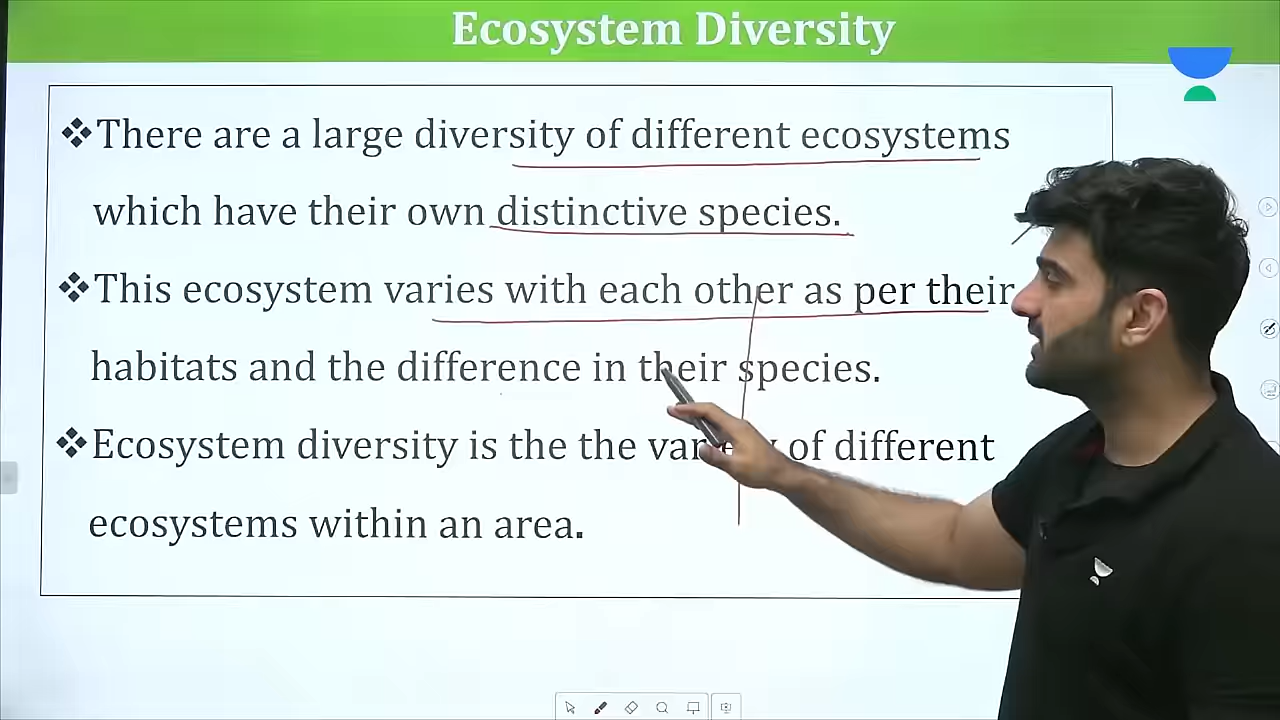 Ecosystem Diversity
❖There are a large diversity of different ecosystems
which have their own distinctive species.
❖This ecosystem varies with each other as per their
habitats and the difference in their species.
❖Ecosystem diversity is the the of different
ecosystems within an area.